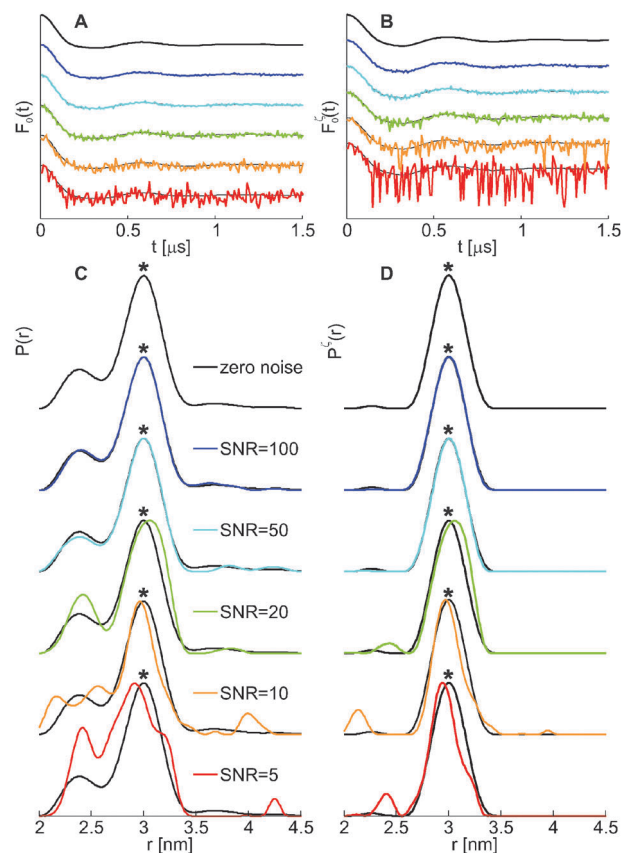 A
B
F₀(t)
F₀^ζ(t)
0
0.5
1
1.5
t [μs]
0
0.5
1
1.5
t [μs]
C
D
*
*
P(r)
P^ζ(r)
zero noise
*
*
SNR=100
*
*
SNR=50
*
*
SNR=20
*
*
SNR=10
*
*
SNR=5
2
2.5
3
3.5
4
4.5
r [nm]
2
2.5
3
3.5
4
4.5
r [nm]